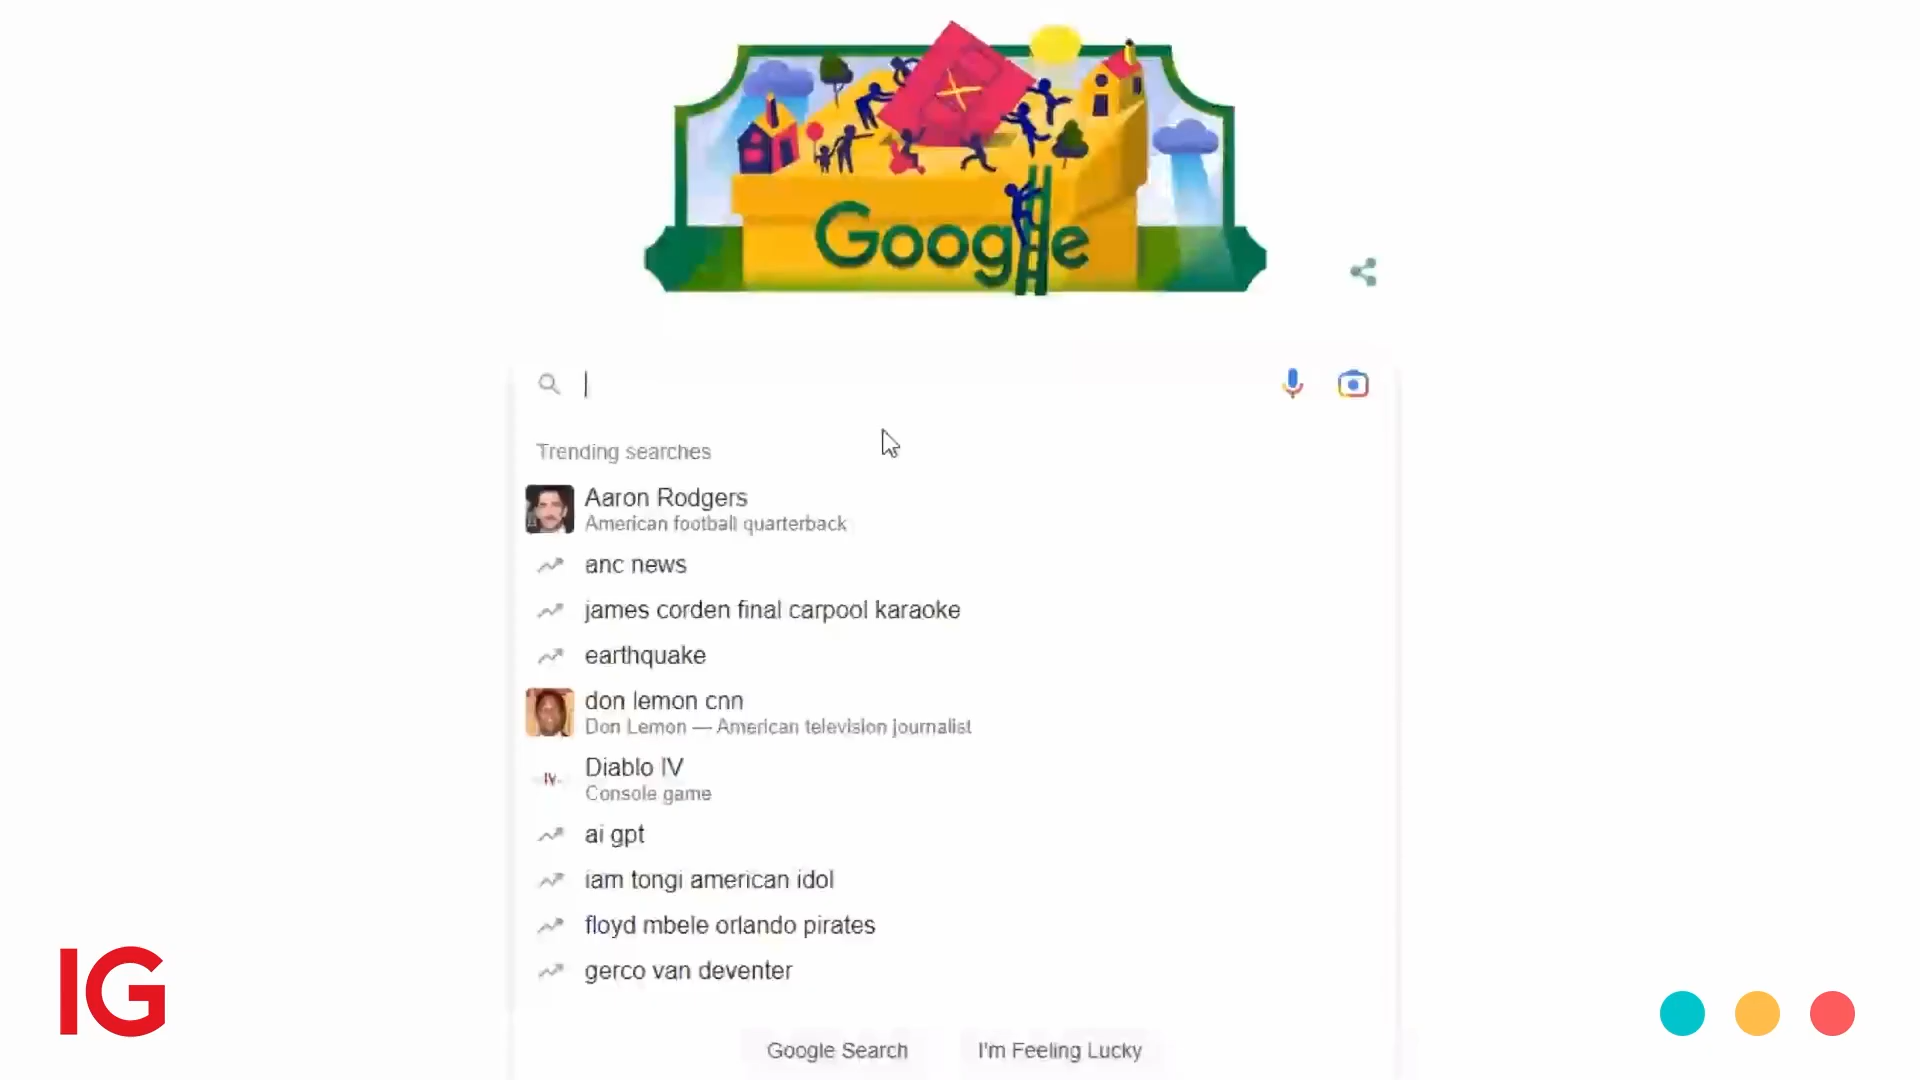 Google
Trending searches
Aaron Rodgers
American football quarterback
anc news
james corden final carpool karaoke
earthquake
don lemon cnn
Don Lemon — American television journalist
IV
Diablo IV
Console game
ai gpt
iam tongi american idol
floyd mbele orlando pirates
gerco van deventer
IG
Google Search
I'm Feeling Lucky